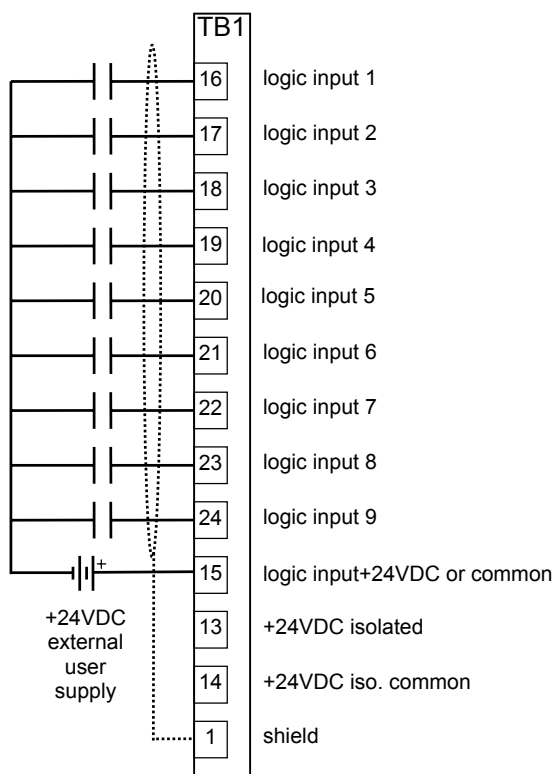 TB1
16 logic input 1
17 logic input 2
18 logic input 3
19 logic input 4
20 logic input 5
21 logic input 6
22 logic input 7
23 logic input 8
24 logic input 9
+
15 logic input+24VDC or common
+24VDC
external
user
supply
13 +24VDC isolated
14 +24VDC iso. common
1 shield